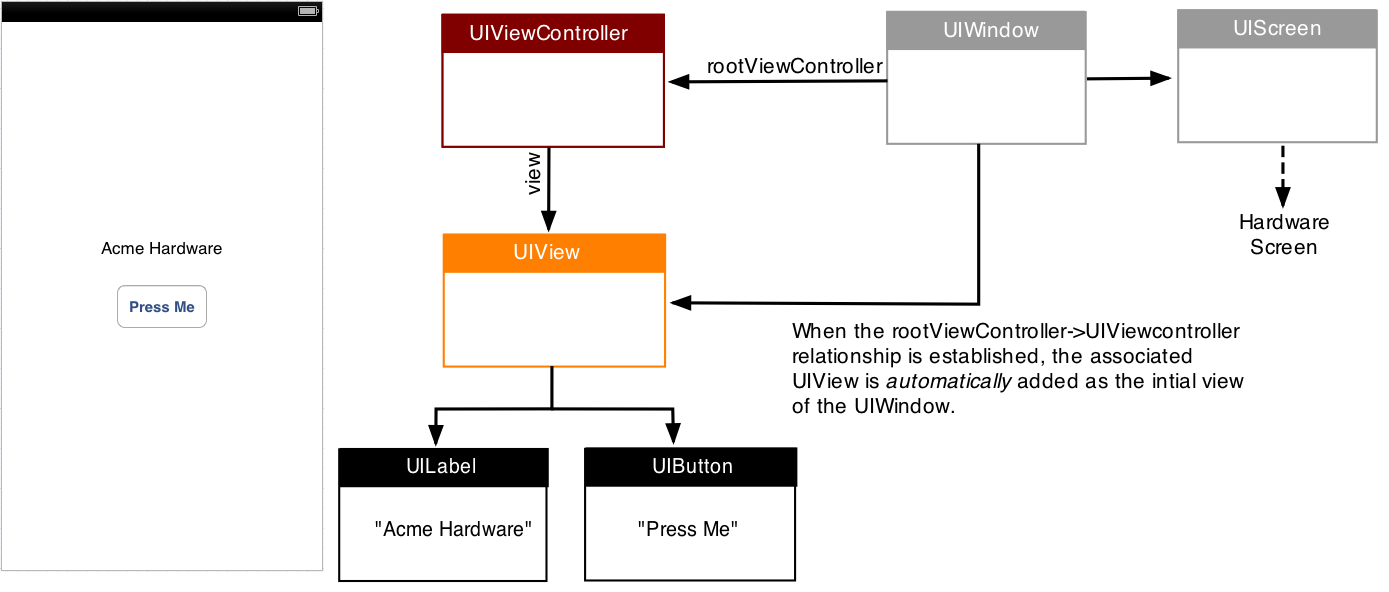 Acme Hardware
Press Me
UIViewController
UIWindow
UIScreen
rootViewController
view
Hardware
Screen
UIView
When the rootViewController->UIViewcontroller
relationship is established, the associated
UIView is automatically added as the intial view
of the UIWindow.
UILabel
UIButton
"Acme Hardware"
"Press Me"